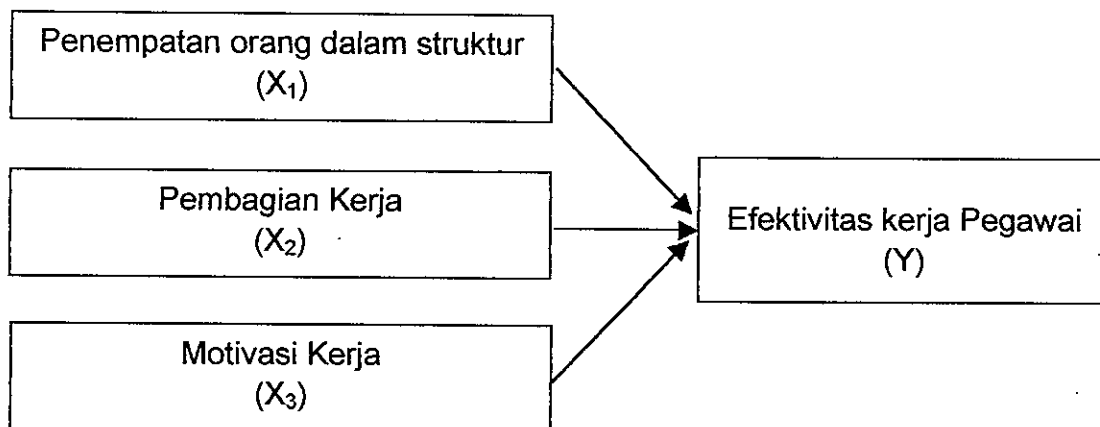 Penempatan orang dalam struktur
(X₁)
Pembagian Kerja
(X₂)
Motivasi Kerja
(X₃)
Efektivitas kerja Pegawai
(Y)